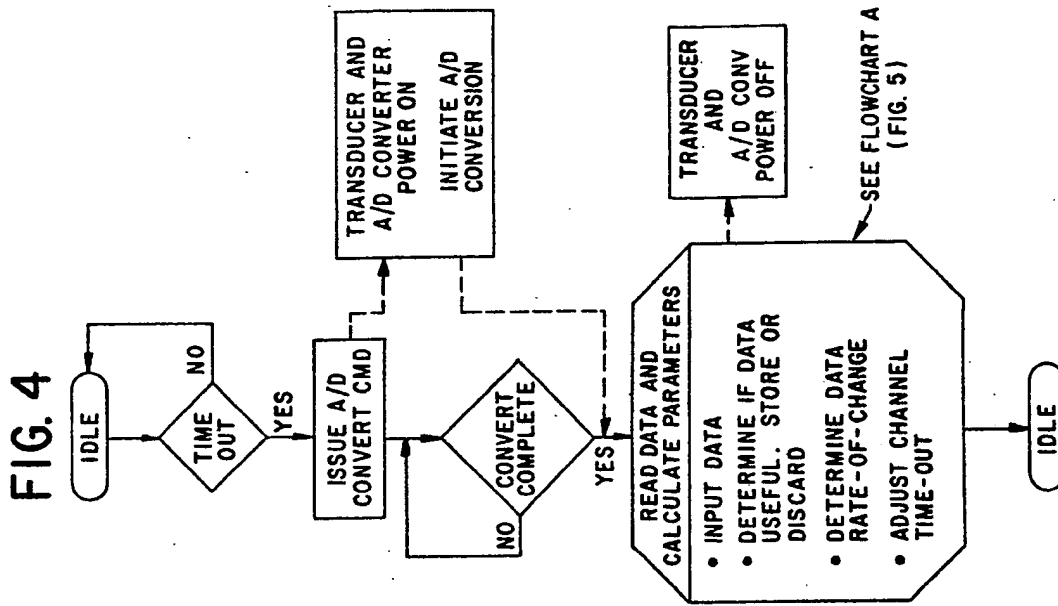 FIG. 4
IDLE
TIME
OUT
NO
YES
ISSUE A/D
CONVERT CMD
TRANSDUCER AND
A/D CONVERTER
POWER ON
INITIATE A/D
CONVERSION
CONVERT
COMPLETE
NO
YES
READ DATA AND
CALCULATE PARAMETERS
• INPUT DATA
• DETERMINE IF DATA
USEFUL. STORE OR
DISCARD
• DETERMINE DATA
RATE-OF-CHANGE
• ADJUST CHANNEL
TIME-OUT
TRANSDUCER
AND
A/D CONV
POWER OFF
SEE FLOWCHART A
(FIG. 5)
IDLE